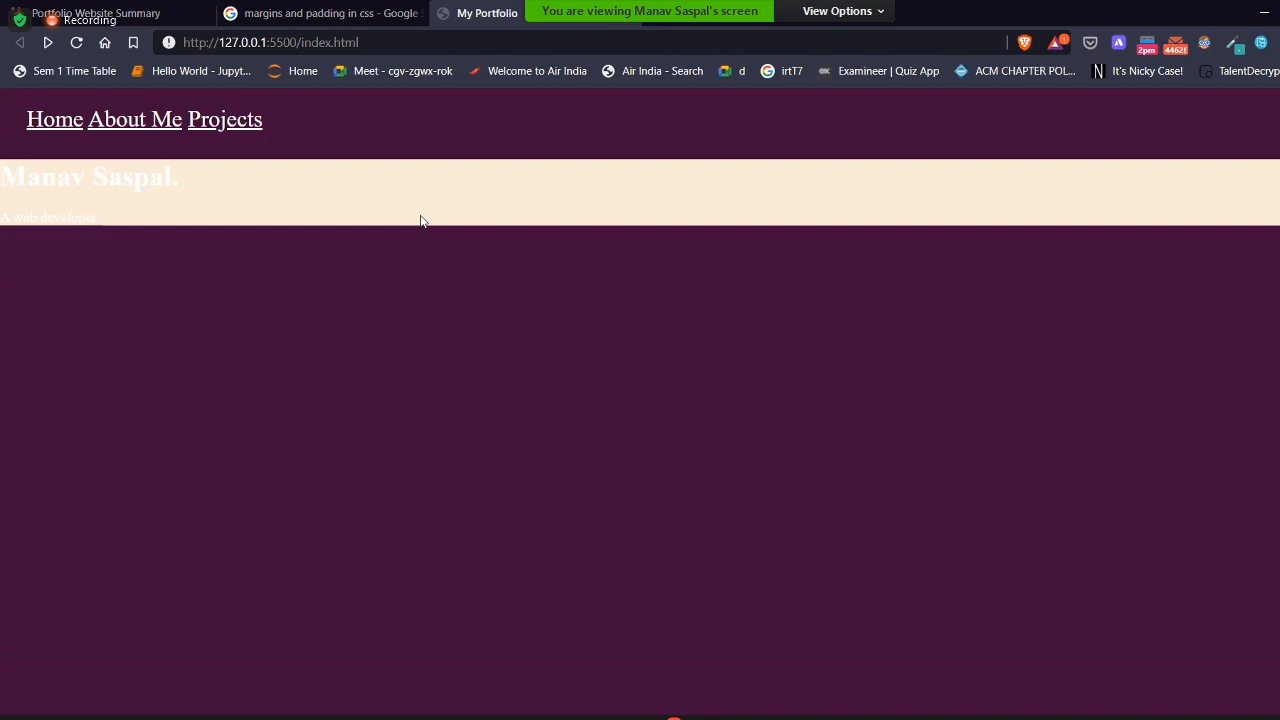 Portfolio Website Summary
margins and padding in css - Google
My Portfolio
You are viewing Manav Saspal's screen
View Options
Recording
http://127.0.0.1:5500/index.html
1
2pm
4462E
Sem 1 Time Table
Hello World - Jupyt...
Home
Meet - cgv-zgwx-rok
Welcome to Air India
Air India - Search
d
irtT7
Examineer | Quiz App
ACM CHAPTER POL...
It's Nicky Case!
TalentDecryp
Home About Me Projects
Manav Saspal.
A web developer